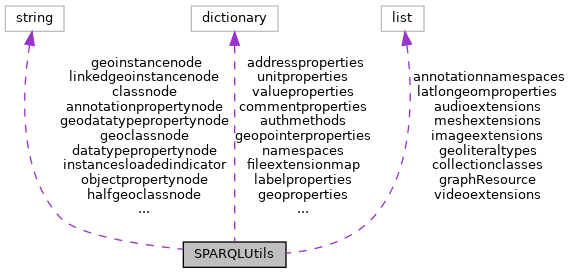 string
dictionary
list
geoinstancenode
linkedgeoinstancenode
classnode
annotationpropertynode
geodatatypepropertynode
geoclassnode
datatypepropertynode
instancesloadedindicator
objectpropertynode
halfgeoclassnode
...
addressproperties
unitproperties
valueproperties
commentproperties
authmethods
geopointerproperties
namespaces
fileextensionmap
labelproperties
geoproperties
...
annotationnamespaces
latlongeomproperties
audioextensions
meshextensions
imageextensions
geoliteraltypes
collectionclasses
graphResource
videoextensions
SPARQLUtils